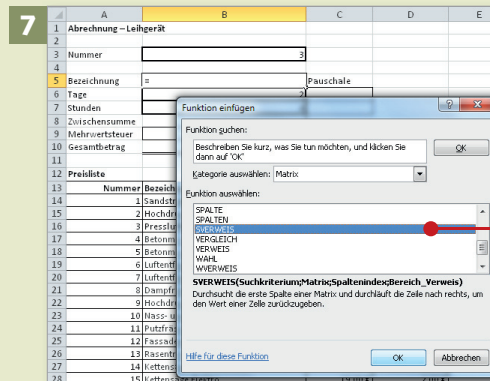 7
A B C D E
1 Abrechnung – Leihgerät
2
3 Nummer 3
4
5 Bezeichnung = Pauschale
6 Tage 2
7 Stunden
8 Zwischensumme
9 Mehrwertsteuer
10 Gesamtbetrag
11
12 Preisliste
13 Nummer
14 1
15 2
16 3
17 4
18 5
19 6
20 7
21 8
22 9
23 10
24 11
25 12
26 13
27 14
28 15
Funktion einfügen
Funktion suchen:
Beschreiben Sie kurz, was Sie tun möchten, und klicken Sie
dann auf "OK"
OK
Kategorie auswählen: Matrix
Funktion auswählen:
SPALTE
SPALTEN
SVERWEIS
VERGLEICH
VERWEIS
WAHL
WVERWEIS
SVERWEIS(Suchkriterium;Matrix;Spaltenindex;Bereich_Verweis)
Durchsucht die erste Spalte einer Matrix und durchläuft die Zeile nach rechts, um
den Wert einer Zelle zurückzugeben.
Hilfe für diese Funktion
OK Abbrechen